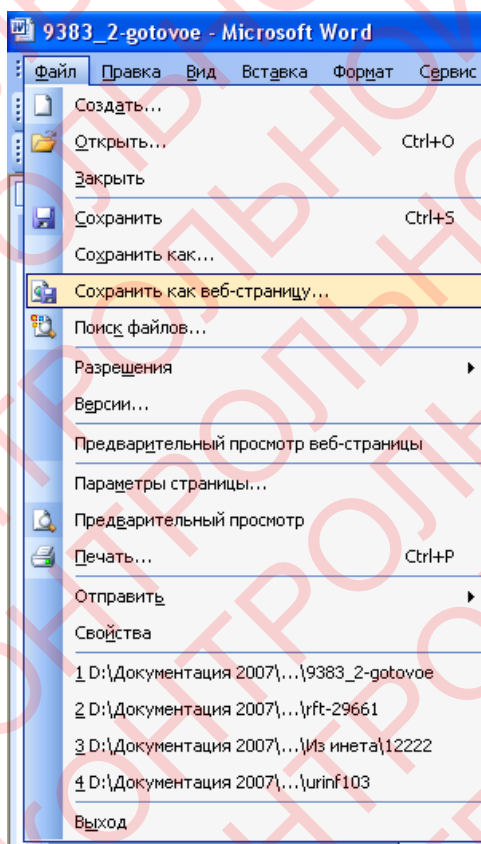 9383_2-gotovoe - Microsoft Word
Файл Правка Вид Вставка Формат Сервис
Создать...
Открыть... Ctrl+O
Закрыть
Сохранить Ctrl+S
Сохранить как...
Сохранить как веб-страницу...
Поиск файлов...
Разрешения
Версии...
Предварительный просмотр веб-страницы
Параметры страницы...
Предварительный просмотр
Печать... Ctrl+P
Отправить
Свойства
1 D:\Документация 2007\...\9383_2-gotovoe
2 D:\Документация 2007\...\rft-29661
3 D:\Документация 2007\...\Из инета\12222
4 D:\Документация 2007\...\urinf103
Выход